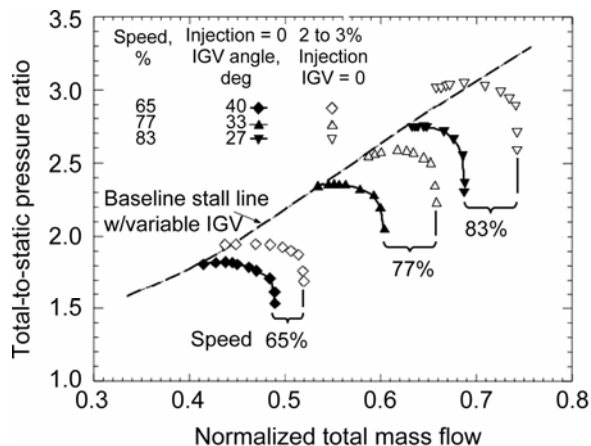 3.5
3.0
2.5
2.0
1.5
1.0
Total-to-static pressure ratio
Speed, Injection = 0 2 to 3%
% IGV angle, Injection
deg IGV = 0
65 40
77 33
83 27
Baseline stall line
w/variable IGV
83%
77%
Speed 65%
0.3 0.4 0.5 0.6 0.7 0.8
Normalized total mass flow